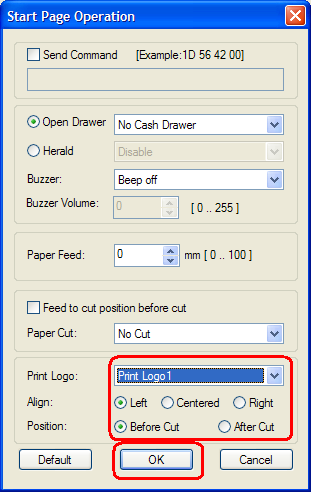 Start Page Operation
Send Command [Example:1D 56 42 00]
Open Drawer No Cash Drawer
Herald Disable
Buzzer: Beep off
Buzzer Volume: 0 [ 0 .. 255 ]
Paper Feed: 0 mm [ 0 .. 100 ]
Feed to cut position before cut
Paper Cut: No Cut
Print Logo: Print Logo1
Align: Left Centered Right
Position: Before Cut After Cut
Default OK Cancel